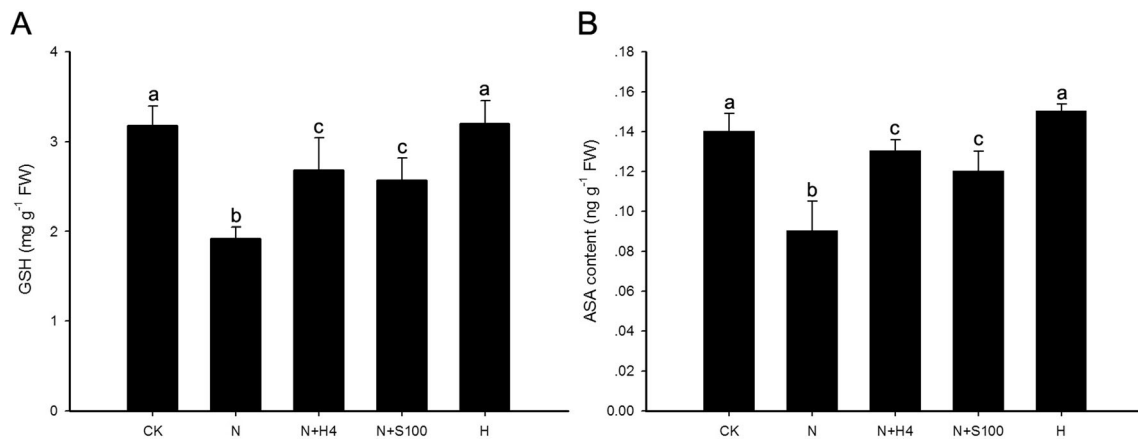 A
GSH (mg g⁻¹ FW)
4
3
2
1
0
a
b
c
c
a
CK N N+H4 N+S100 H
B
ASA content (ng g⁻¹ FW)
.18
.16
.14
.12
.10
.08
.06
.04
.02
0.00
a
b
c
c
a
CK N N+H4 N+S100 H